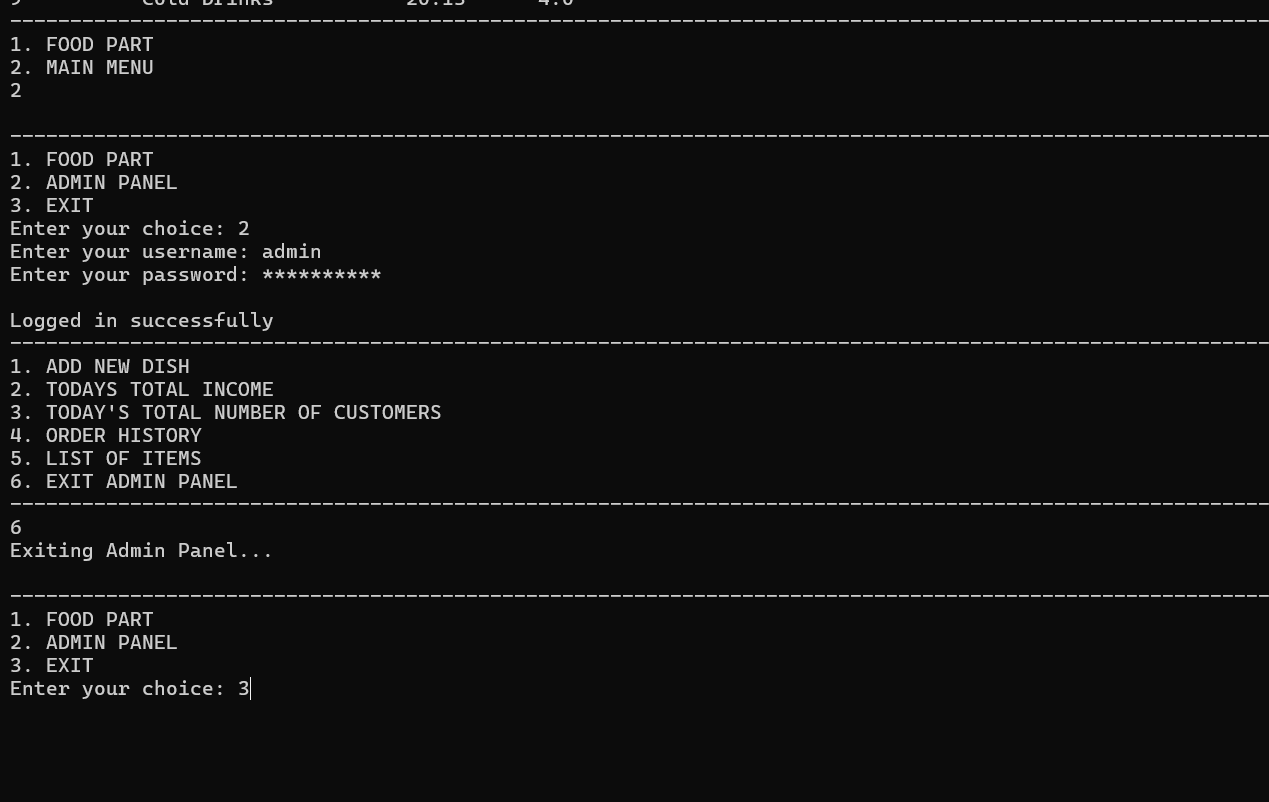 9 Cold Drinks 20.15 4.0
--------------------------------------------------------------------------------------------------------
1. FOOD PART
2. MAIN MENU
2
--------------------------------------------------------------------------------------------------------
1. FOOD PART
2. ADMIN PANEL
3. EXIT
Enter your choice: 2
Enter your username: admin
Enter your password: **********
Logged in successfully
--------------------------------------------------------------------------------------------------------
1. ADD NEW DISH
2. TODAYS TOTAL INCOME
3. TODAY'S TOTAL NUMBER OF CUSTOMERS
4. ORDER HISTORY
5. LIST OF ITEMS
6. EXIT ADMIN PANEL
--------------------------------------------------------------------------------------------------------
6
Exiting Admin Panel...
--------------------------------------------------------------------------------------------------------
1. FOOD PART
2. ADMIN PANEL
3. EXIT
Enter your choice: 3